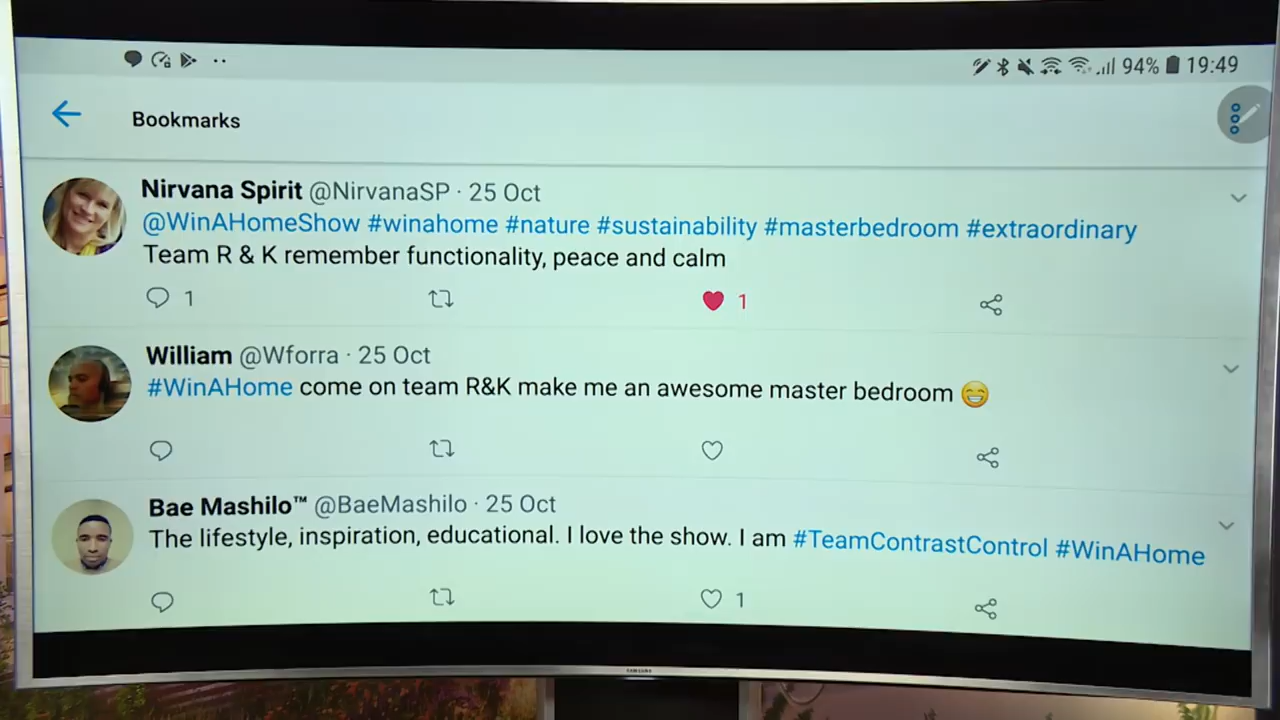 94% 19:49
Bookmarks
Nirvana Spirit @NirvanaSP · 25 Oct
@WinAHomeShow #winahome #nature #sustainability #masterbedroom #extraordinary
Team R & K remember functionality, peace and calm
1 1
William @Wforra · 25 Oct
#WinAHome come on team R&K make me an awesome master bedroom 😁
Bae Mashilo™ @BaeMashilo · 25 Oct
The lifestyle, inspiration, educational. I love the show. I am #TeamContrastControl #WinAHome
1
SAMSUNG